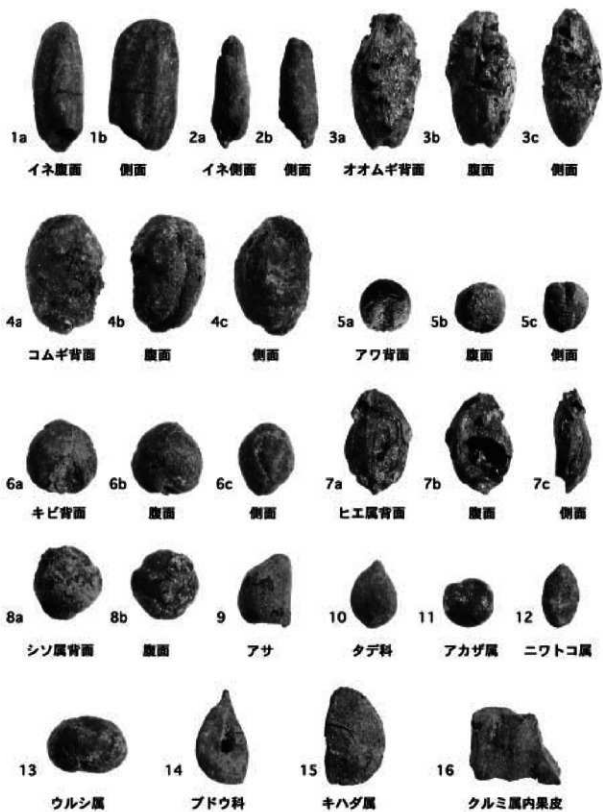 1a 1b 2a 2b 3a 3b 3c
イネ腹面 側面 イネ側面 側面 オオムギ背面 腹面 側面
4a 4b 4c 5a 5b 5c
コムギ背面 腹面 側面 アワ背面 腹面 側面
6a 6b 6c 7a 7b 7c
キビ背面 腹面 側面 ヒエ属背面 腹面 側面
8a 8b 9 10 11 12
シソ属背面 腹面 アサ タデ科 アカザ属 ニワトコ属
13 14 15 16
ウルシ属 ブドウ科 キハダ属 クルミ属内果皮